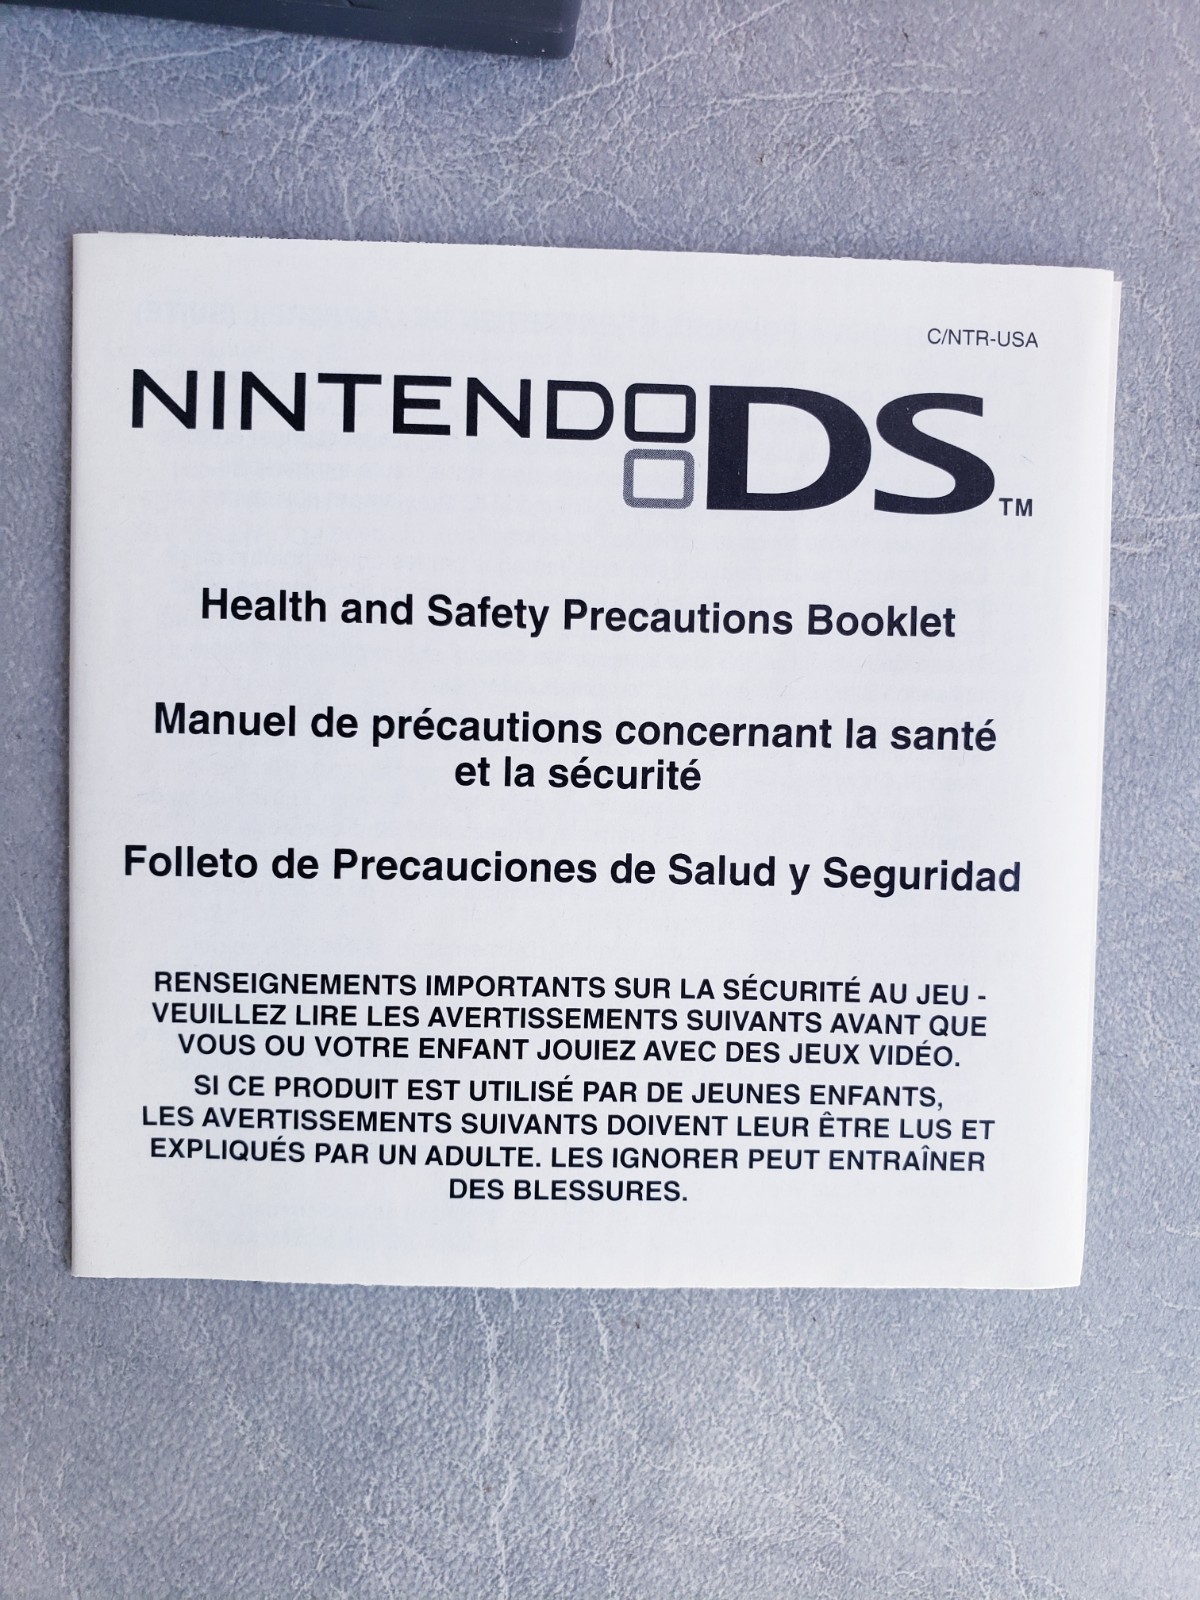 C/NTR-USA
NINTENDO DS™
Health and Safety Precautions Booklet
Manuel de précautions concernant la santé
et la sécurité
Folleto de Precauciones de Salud y Seguridad
RENSEIGNEMENTS IMPORTANTS SUR LA SÉCURITÉ AU JEU -
VEUILLEZ LIRE LES AVERTISSEMENTS SUIVANTS AVANT QUE
VOUS OU VOTRE ENFANT JOUIEZ AVEC DES JEUX VIDÉO.
SI CE PRODUIT EST UTILISÉ PAR DE JEUNES ENFANTS,
LES AVERTISSEMENTS SUIVANTS DOIVENT LEUR ÊTRE LUS ET
EXPLIQUÉS PAR UN ADULTE. LES IGNORER PEUT ENTRAÎNER
DES BLESSURES.